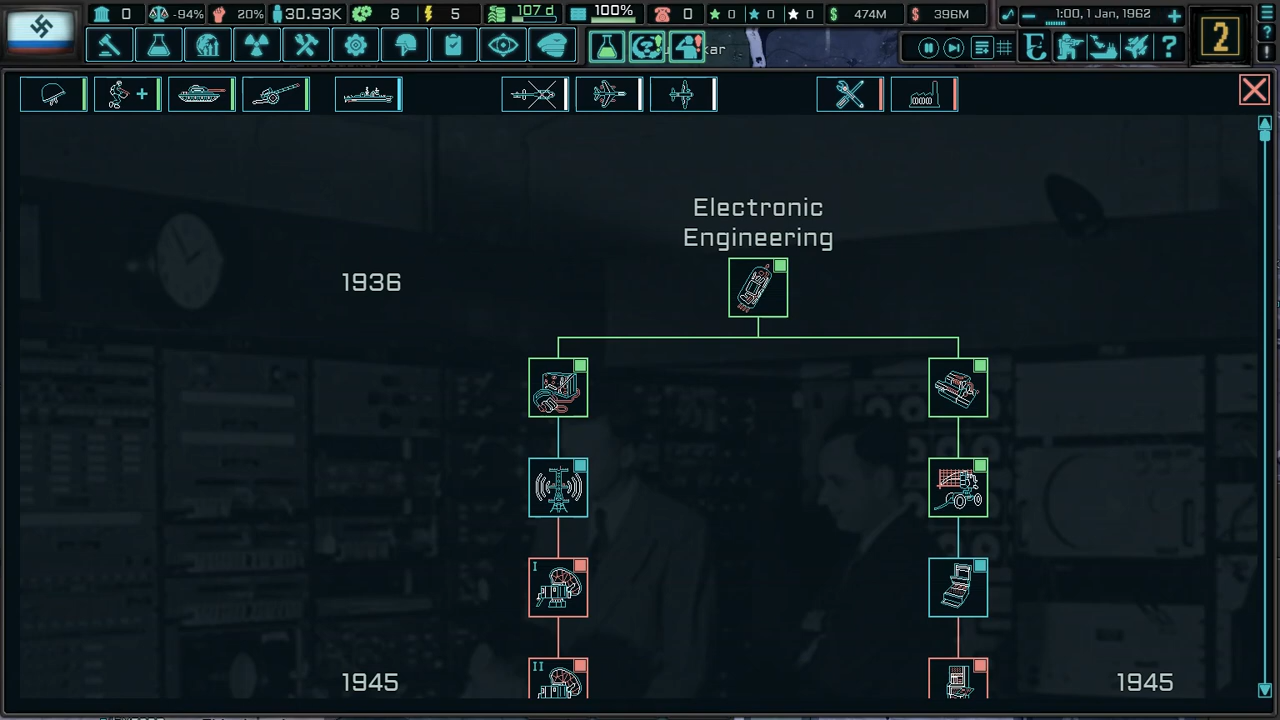 0 -94% 20% 30.93K 8 5 107 d 100% 0 0 0 0 $ 474M $ 396M 1:00, 1 Jan, 1962
2
Electronic
Engineering
1936
I
II
1945 1945